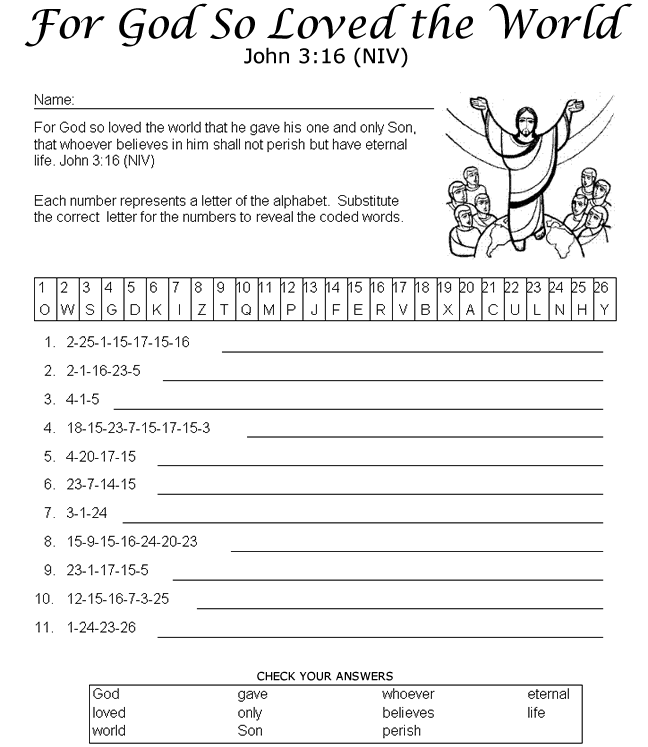 For God So Loved the World
John 3:16 (NIV)
Name:
For God so loved the world that he gave his one and only Son,
that whoever believes in him shall not perish but have eternal
life. John 3:16 (NIV)
Each number represents a letter of the alphabet. Substitute
the correct letter for the numbers to reveal the coded words.
1 2 3 4 5 6 7 8 9 10 11 12 13 14 15 16 17 18 19 20 21 22 23 24 25 26
O W S G D K I Z T Q M P J F E R V B X A C U L N H Y
1. 2-25-1-15-17-15-16
2. 2-1-16-23-5
3. 4-1-5
4. 18-15-23-7-15-17-15-3
5. 4-20-17-15
6. 23-7-14-15
7. 3-1-24
8. 15-9-15-16-24-20-23
9. 23-1-17-15-5
10. 12-15-16-7-3-25
11. 1-24-23-26
CHECK YOUR ANSWERS
God gave whoever eternal
loved only believes life
world Son perish